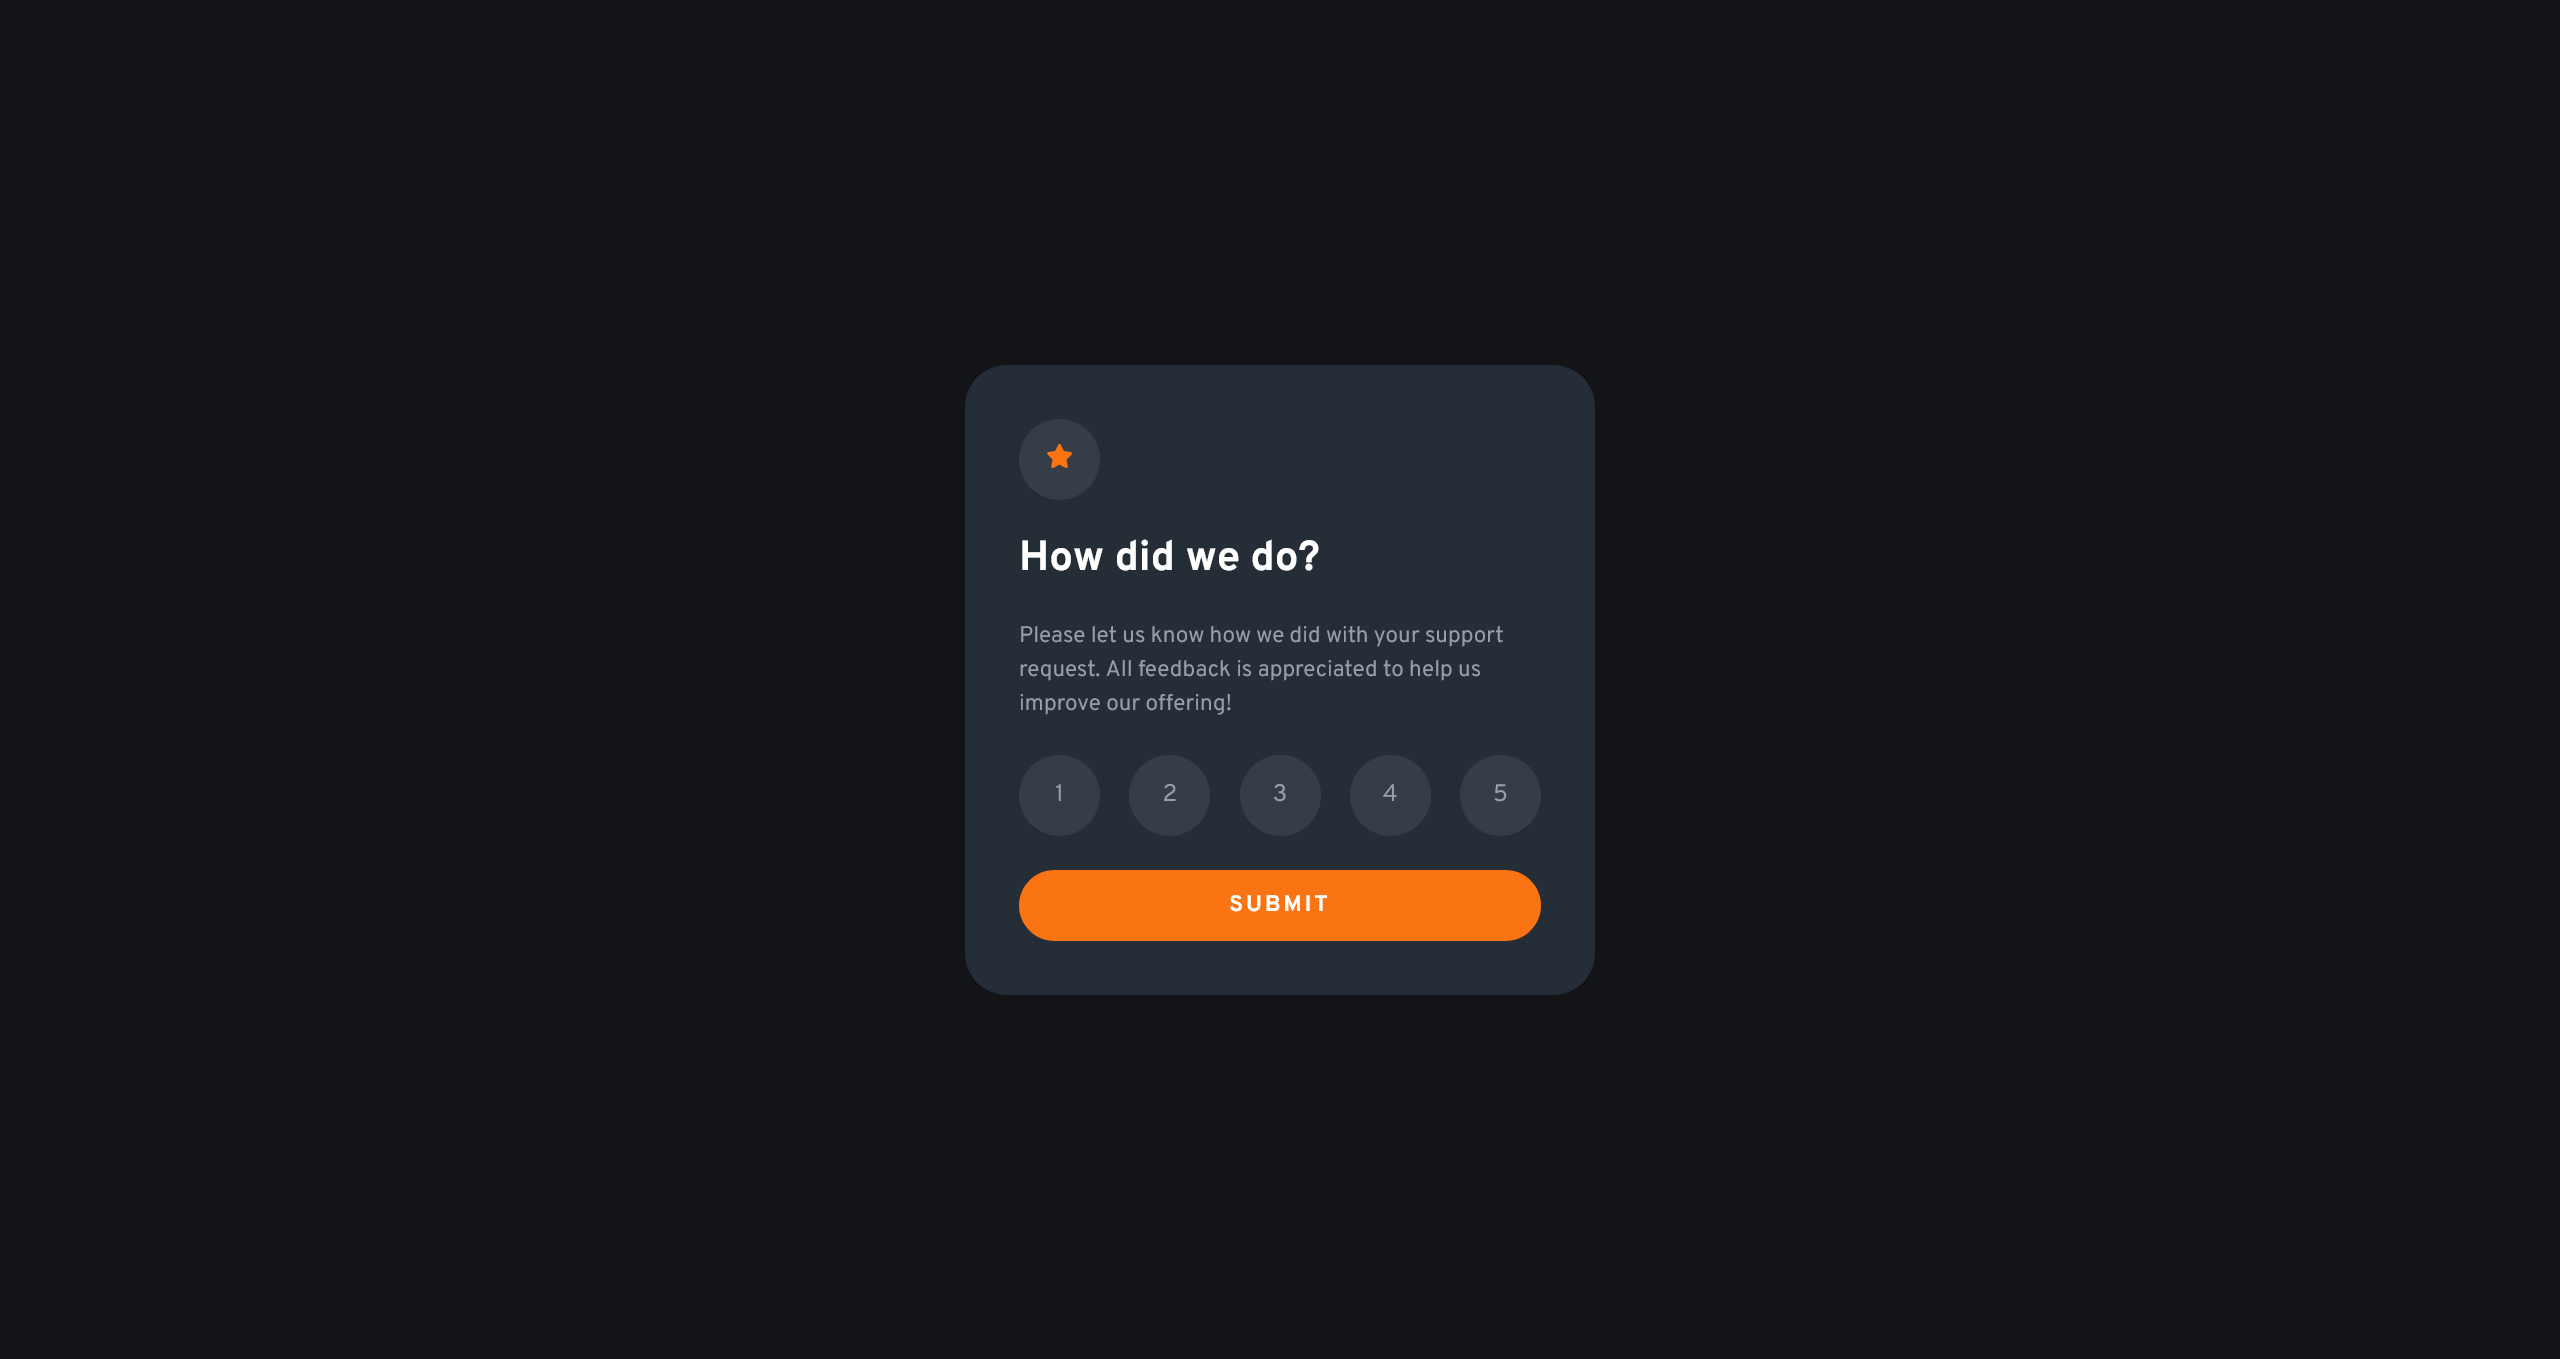 How did we do?
Please let us know how we did with your support
request. All feedback is appreciated to help us
improve our offering!
1 2 3 4 5
SUBMIT